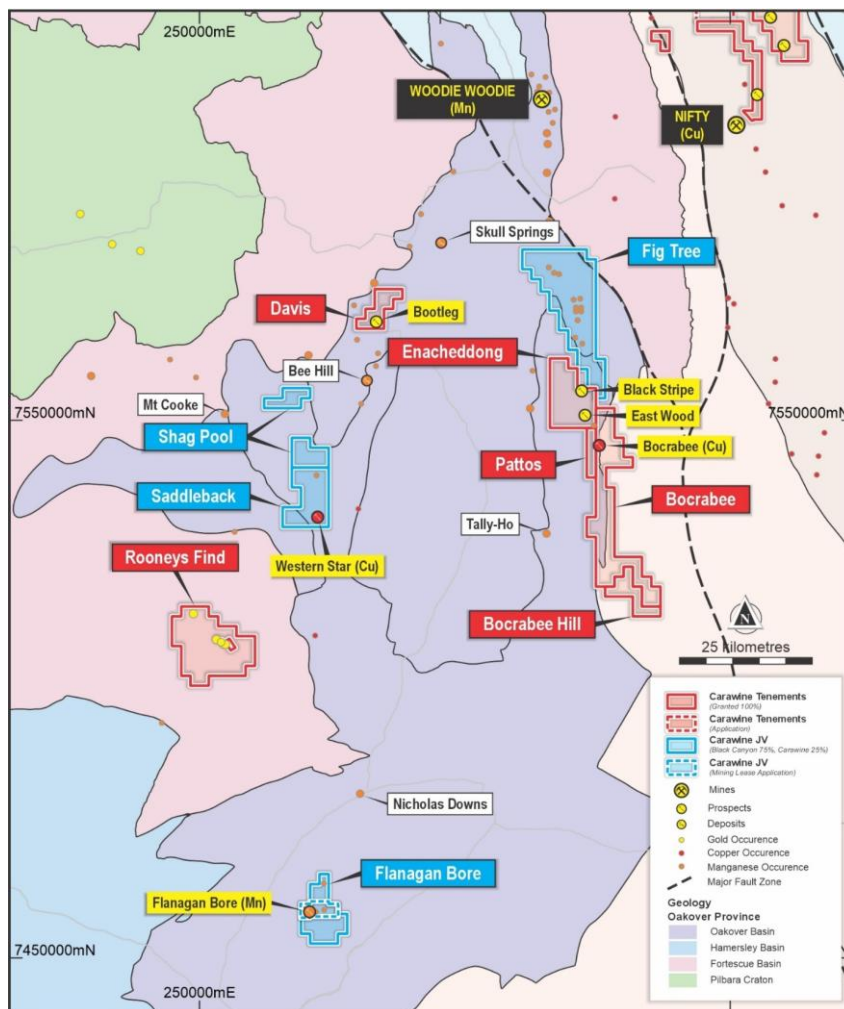 250000mE
WOODIE WOODIE
(Mn)
NIFTY
(Cu)
Skull Springs
Fig Tree
Davis
Bootleg
Enacheddong
Bee Hill
Black Stripe
Mt Cooke
7550000mN
7550000mN
East Wood
Shag Pool
Bocrabee (Cu)
Pattos
Saddleback
Bocrabee
Tally-Ho
Rooneys Find
Western Star (Cu)
Bocrabee Hill
N
25 kilometres
Carawine Tenements
(Granted 100%)
Carawine Tenements
(Application)
Carawine JV
(Black Canyon 75%, Carawine 25%)
Carawine JV
(Mining Lease Application)
Mines
Prospects
Deposits
Gold Occurence
Copper Occurence
Manganese Occurence
Major Fault Zone
Geology
Oakover Province
Oakover Basin
Hamersley Basin
Fortescue Basin
Pilbara Craton
Nicholas Downs
Flanagan Bore
Flanagan Bore (Mn)
7450000mN
250000mE